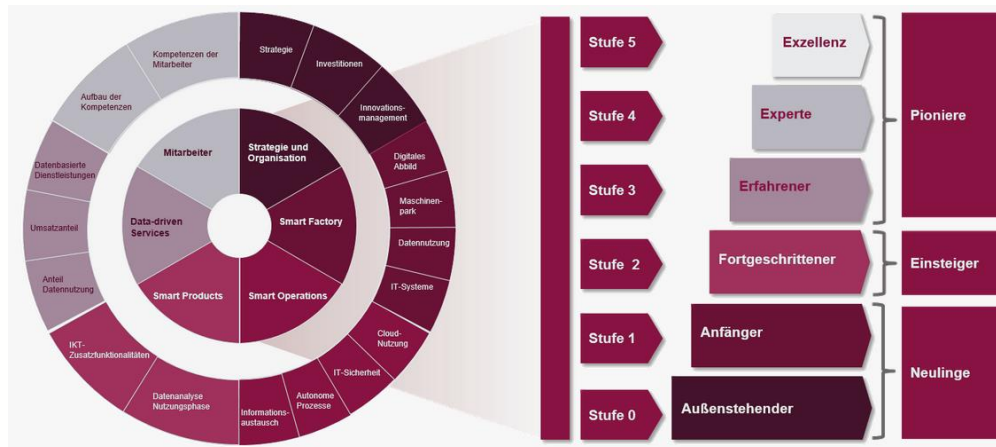 Strategie
Investitionen
Innovations-
management
Digitales
Abbild
Maschinen-
park
Datennutzung
IT-Systeme
Cloud-
Nutzung
IT-Sicherheit
Autonome
Prozesse
Informations-
austausch
Datenanalyse
Nutzungsphase
IKT-
Zusatzfunktionalitäten
Anteil
Datennutzung
Umsatzanteil
Datenbasierte
Dienstleistungen
Aufbau der
Kompetenzen
Kompetenzen der
Mitarbeiter
Strategie und
Organisation
Smart Factory
Smart Operations
Smart Products
Data-driven
Services
Mitarbeiter
Stufe 5
Exzellenz
Stufe 4
Experte
Stufe 3
Erfahrener
Pioniere
Stufe 2
Fortgeschrittener
Einsteiger
Stufe 1
Anfänger
Stufe 0
Außenstehender
Neulinge